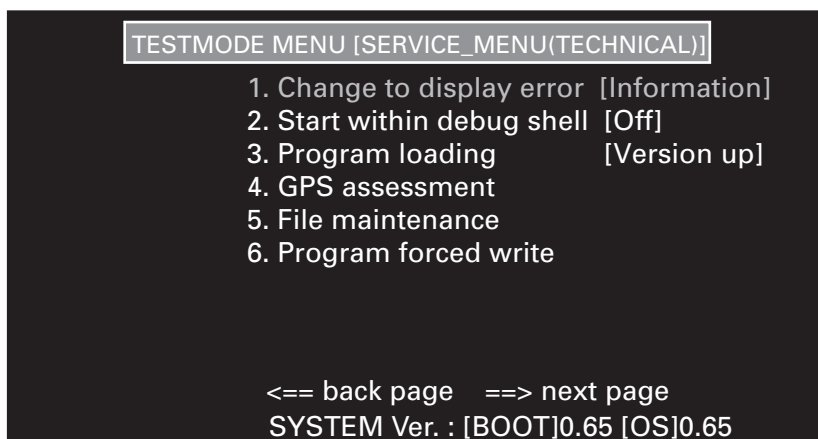 TESTMODE MENU [SERVICE_MENU(TECHNICAL)]
1. Change to display error [Information]
2. Start within debug shell [Off]
3. Program loading [Version up]
4. GPS assessment
5. File maintenance
6. Program forced write
<== back page ==> next page
SYSTEM Ver. : [BOOT]0.65 [OS]0.65